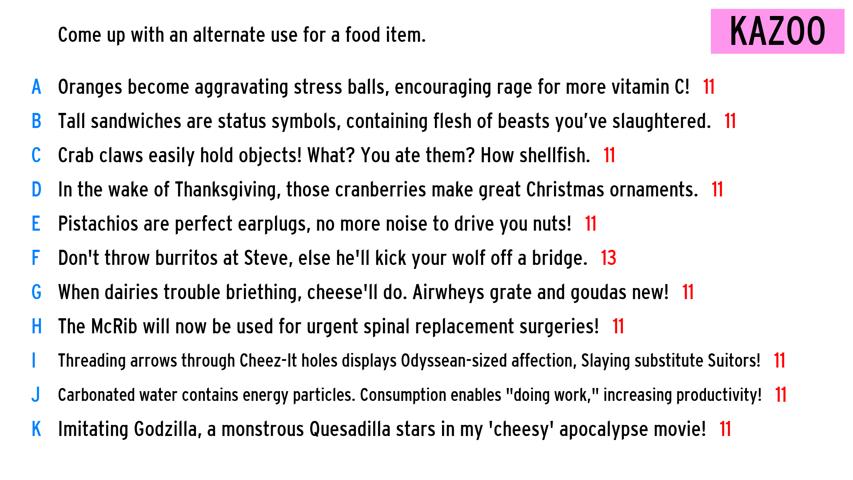 Come up with an alternate use for a food item.
KAZOO
A Oranges become aggravating stress balls, encouraging rage for more vitamin C! 11
B Tall sandwiches are status symbols, containing flesh of beasts you've slaughtered. 11
C Crab claws easily hold objects! What? You ate them? How shellfish. 11
D In the wake of Thanksgiving, those cranberries make great Christmas ornaments. 11
E Pistachios are perfect earplugs, no more noise to drive you nuts! 11
F Don't throw burritos at Steve, else he'll kick your wolf off a bridge. 13
G When dairies trouble briething, cheese'll do. Airwheys grate and goudas new! 11
H The McRib will now be used for urgent spinal replacement surgeries! 11
I Threading arrows through Cheez-It holes displays Odyssean-sized affection, Slaying substitute Suitors! 11
J Carbonated water contains energy particles. Consumption enables "doing work," increasing productivity! 11
K Imitating Godzilla, a monstrous Quesadilla stars in my 'cheesy' apocalypse movie! 11